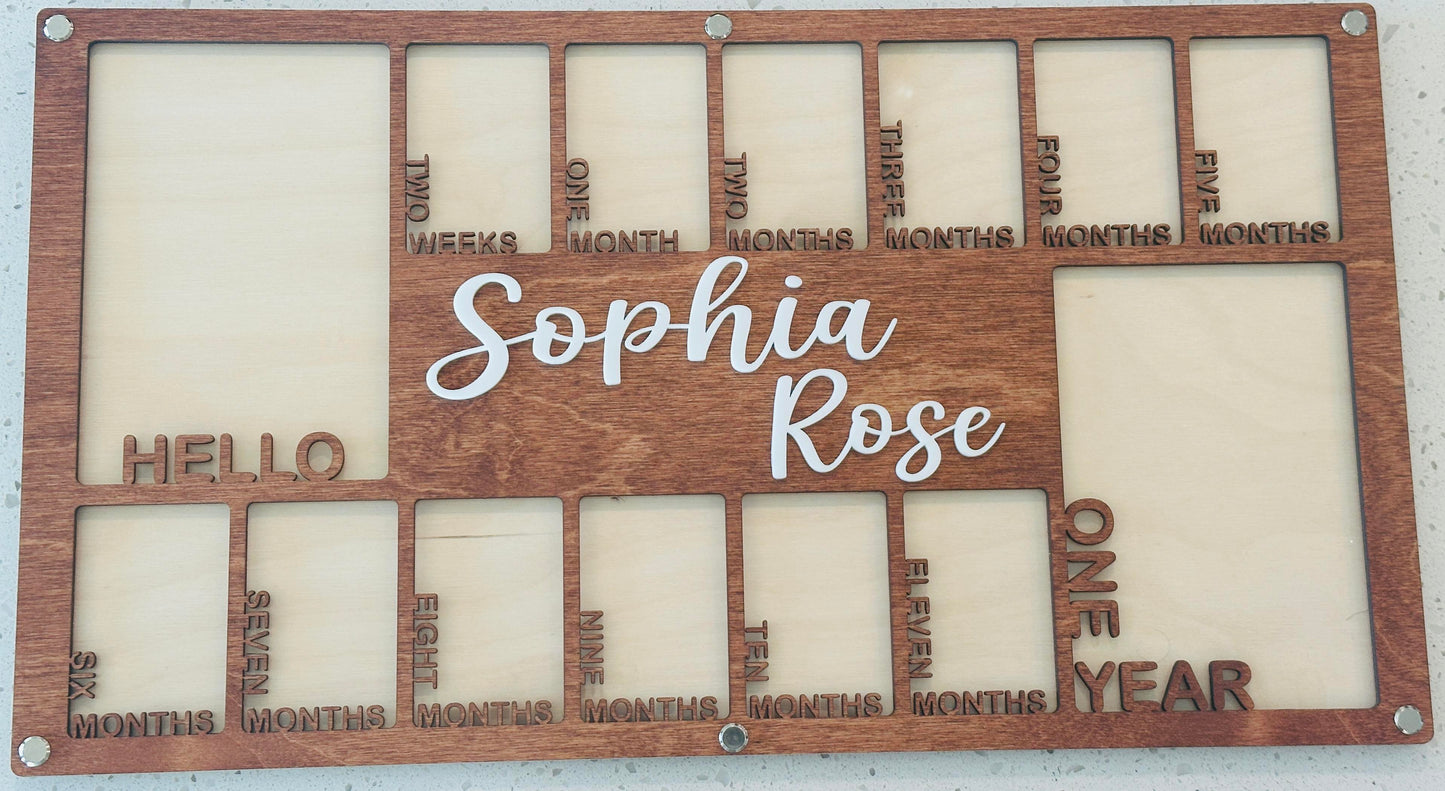 TWO WEEKS
ONE MONTH
TWO MONTHS
THREE MONTHS
FOUR MONTHS
FIVE MONTHS
HELLO
Sophia
Rose
SIX MONTHS
SEVEN MONTHS
EIGHT MONTHS
NINE MONTHS
TEN MONTHS
ELEVEN MONTHS
ONE YEAR